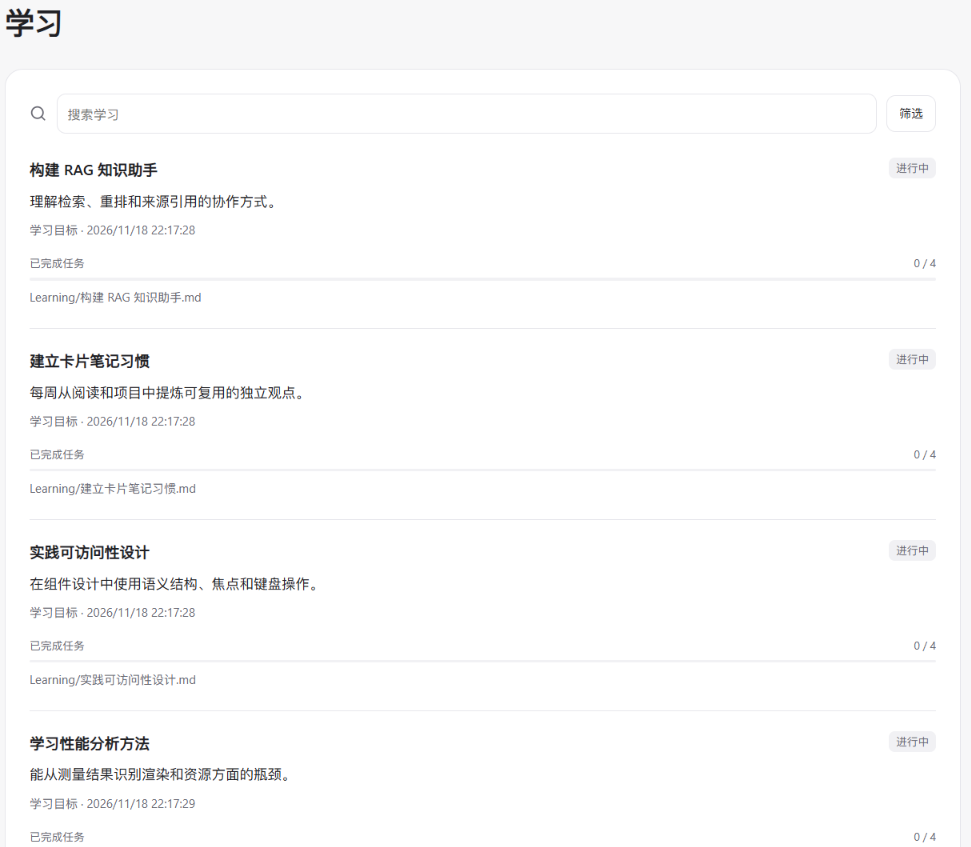 学习
搜索学习
筛选
构建 RAG 知识助手
进行中
理解检索、重排和来源引用的协作方式。
学习目标 · 2026/11/18 22:17:28
已完成任务
0 / 4
Learning/构建 RAG 知识助手.md
建立卡片笔记习惯
进行中
每周从阅读和项目中提炼可复用的独立观点。
学习目标 · 2026/11/18 22:17:28
已完成任务
0 / 4
Learning/建立卡片笔记习惯.md
实践可访问性设计
进行中
在组件设计中使用语义结构、焦点和键盘操作。
学习目标 · 2026/11/18 22:17:28
已完成任务
0 / 4
Learning/实践可访问性设计.md
学习性能分析方法
进行中
能从测量结果识别渲染和资源方面的瓶颈。
学习目标 · 2026/11/18 22:17:29
已完成任务
0 / 4